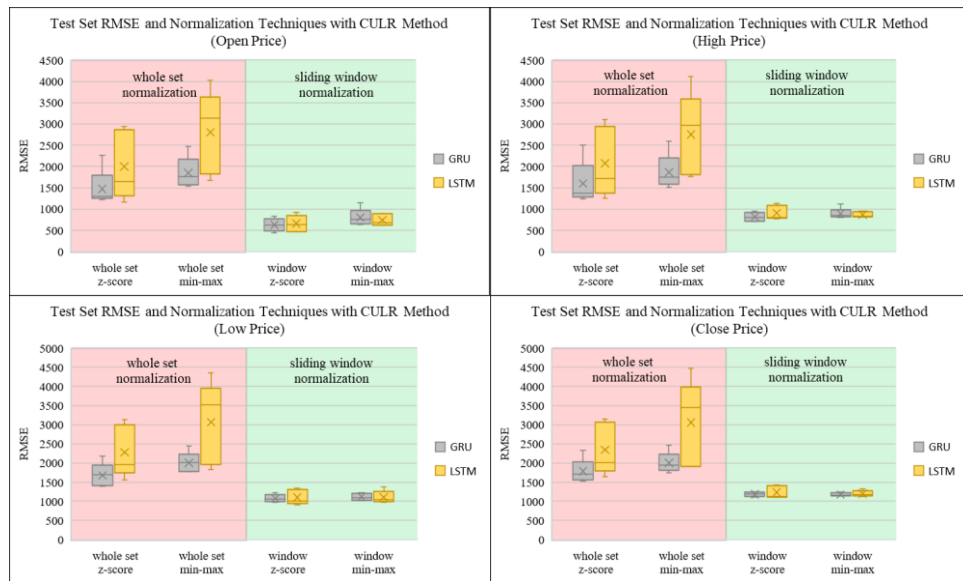 Test Set RMSE and Normalization Techniques with CULR Method
(Open Price)
4500
4000
3500
3000
2500
2000
1500
1000
500
0
RMSE
whole set
normalization
sliding window
normalization
GRU
LSTM
whole set
z-score
whole set
min-max
window
z-score
window
min-max
Test Set RMSE and Normalization Techniques with CULR Method
(High Price)
4500
4000
3500
3000
2500
2000
1500
1000
500
0
RMSE
whole set
normalization
sliding window
normalization
GRU
LSTM
whole set
z-score
whole set
min-max
window
z-score
window
min-max
Test Set RMSE and Normalization Techniques with CULR Method
(Low Price)
5000
4500
4000
3500
3000
2500
2000
1500
1000
500
0
RMSE
whole set
normalization
sliding window
normalization
GRU
LSTM
whole set
z-score
whole set
min-max
window
z-score
window
min-max
Test Set RMSE and Normalization Techniques with CULR Method
(Close Price)
5000
4500
4000
3500
3000
2500
2000
1500
1000
500
0
RMSE
whole set
normalization
sliding window
normalization
GRU
LSTM
whole set
z-score
whole set
min-max
window
z-score
window
min-max